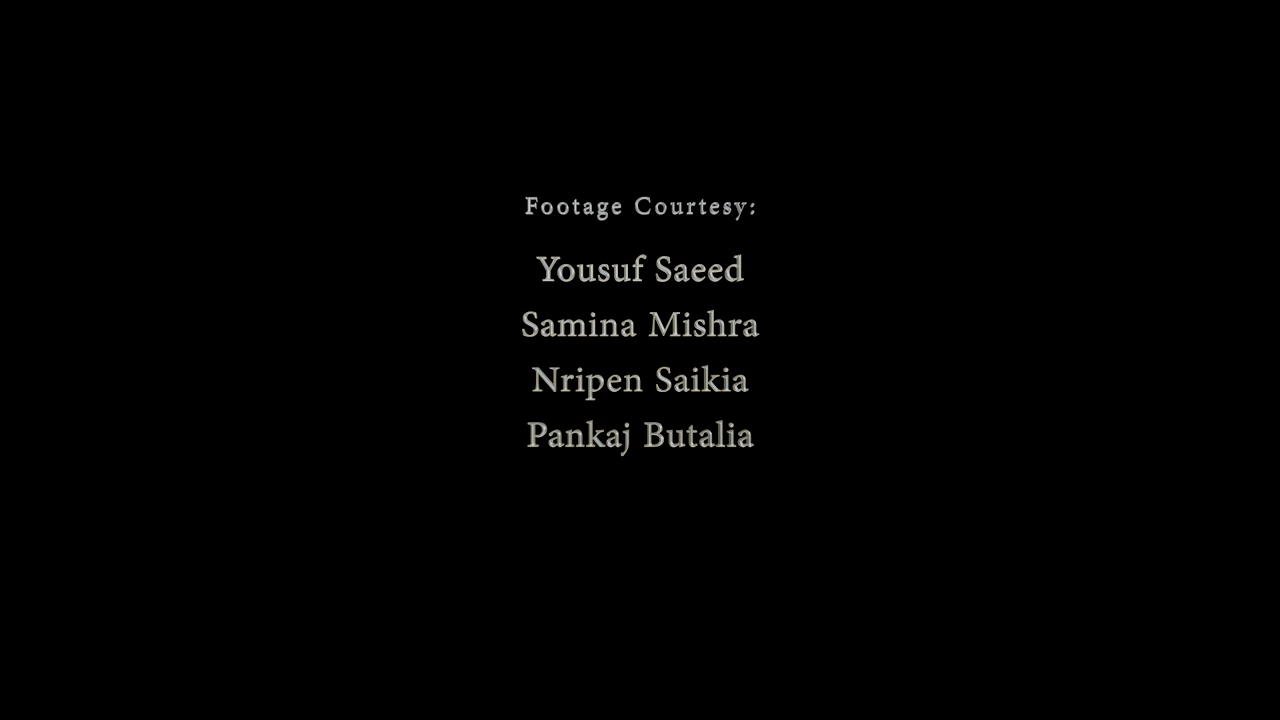 Footage Courtesy:
Yousuf Saeed
Samina Mishra
Nripen Saikia
Pankaj Butalia